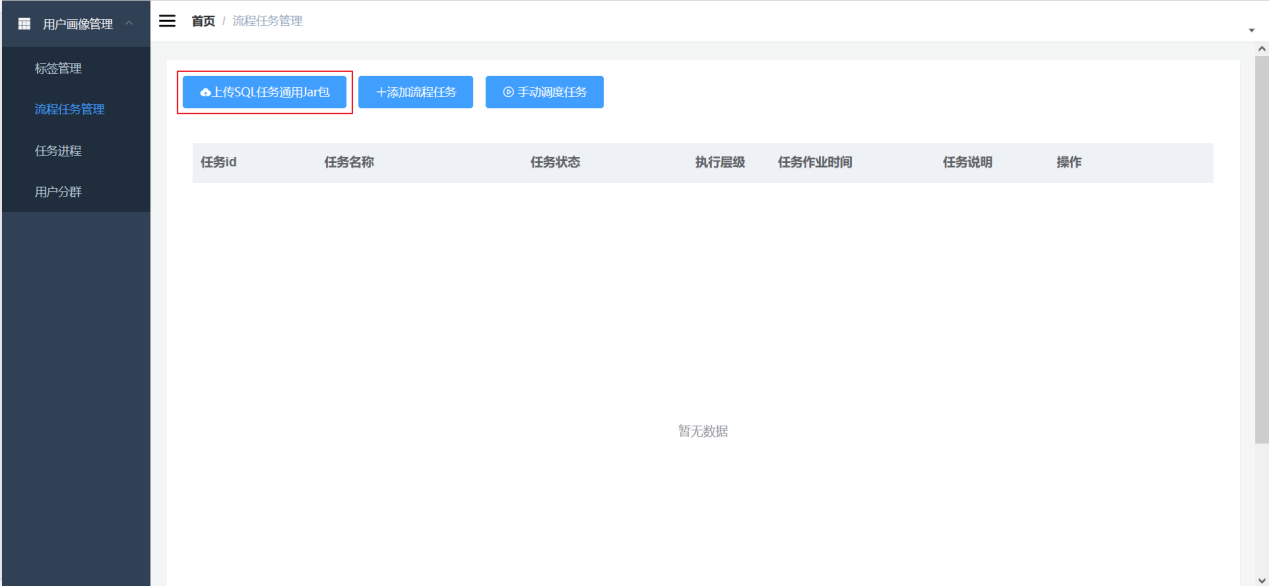 用户画像管理
标签管理
流程任务管理
任务进程
用户分群
首页 / 流程任务管理
上传SQL任务通用Jar包 +添加流程任务 手动调度任务
任务id 任务名称 任务状态 执行层级 任务作业时间 任务说明 操作
暂无数据